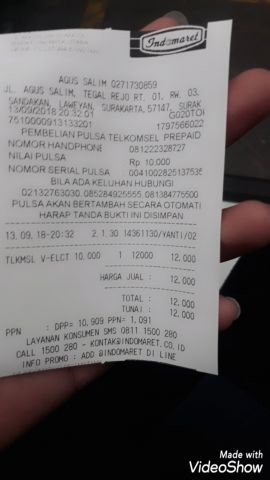 Indomaret
AGUS SALIM 0271730859
JL. AGUS SALIM, TEGAL REJO RT. 01, RW. 03,
SANDAKAN, LAWEYAN, SURAKARTA, 57147, SURAK
13/09/2018 20:32:01 G020TOI
7510000913133201 1797566022
PEMBELIAN PULSA TELKOMSEL PREPAID
NOMOR HANDPHONE 081222328727
NILAI PULSA Rp 10,000
NOMOR SERIAL PULSA 0041002825137535
BILA ADA KELUHAN HUBUNGI
02132763030, 085284925555, 081384775500
PULSA AKAN BERTAMBAH SECARA OTOMATI
HARAP TANDA BUKTI INI DISIMPAN
13.09.18-20:32 2.1.30 14361130/YANTI/02
TLKMSL V-ELCT 10,000 1 12000 12,000
HARGA JUAL : 12,000
TOTAL : 12,000
TUNAI : 12,000
PPN : DPP= 10,909 PPN= 1,091
LAYANAN KONSUMEN SMS 0811 1500 280
CALL 1500 280 - KONTAK@INDOMARET.CO.ID
INFO PROMO : ADD @INDOMARET DI LINE
Made with
VideoShow